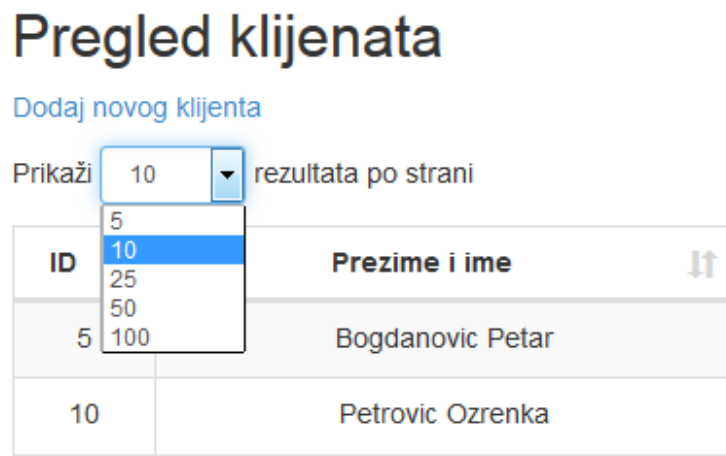 Pregled klijenata
Dodaj novog klijenta
Prikaži 10 rezultata po strani
5
10
25
50
100
ID Prezime i ime
5 Bogdanovic Petar
10 Petrovic Ozrenka